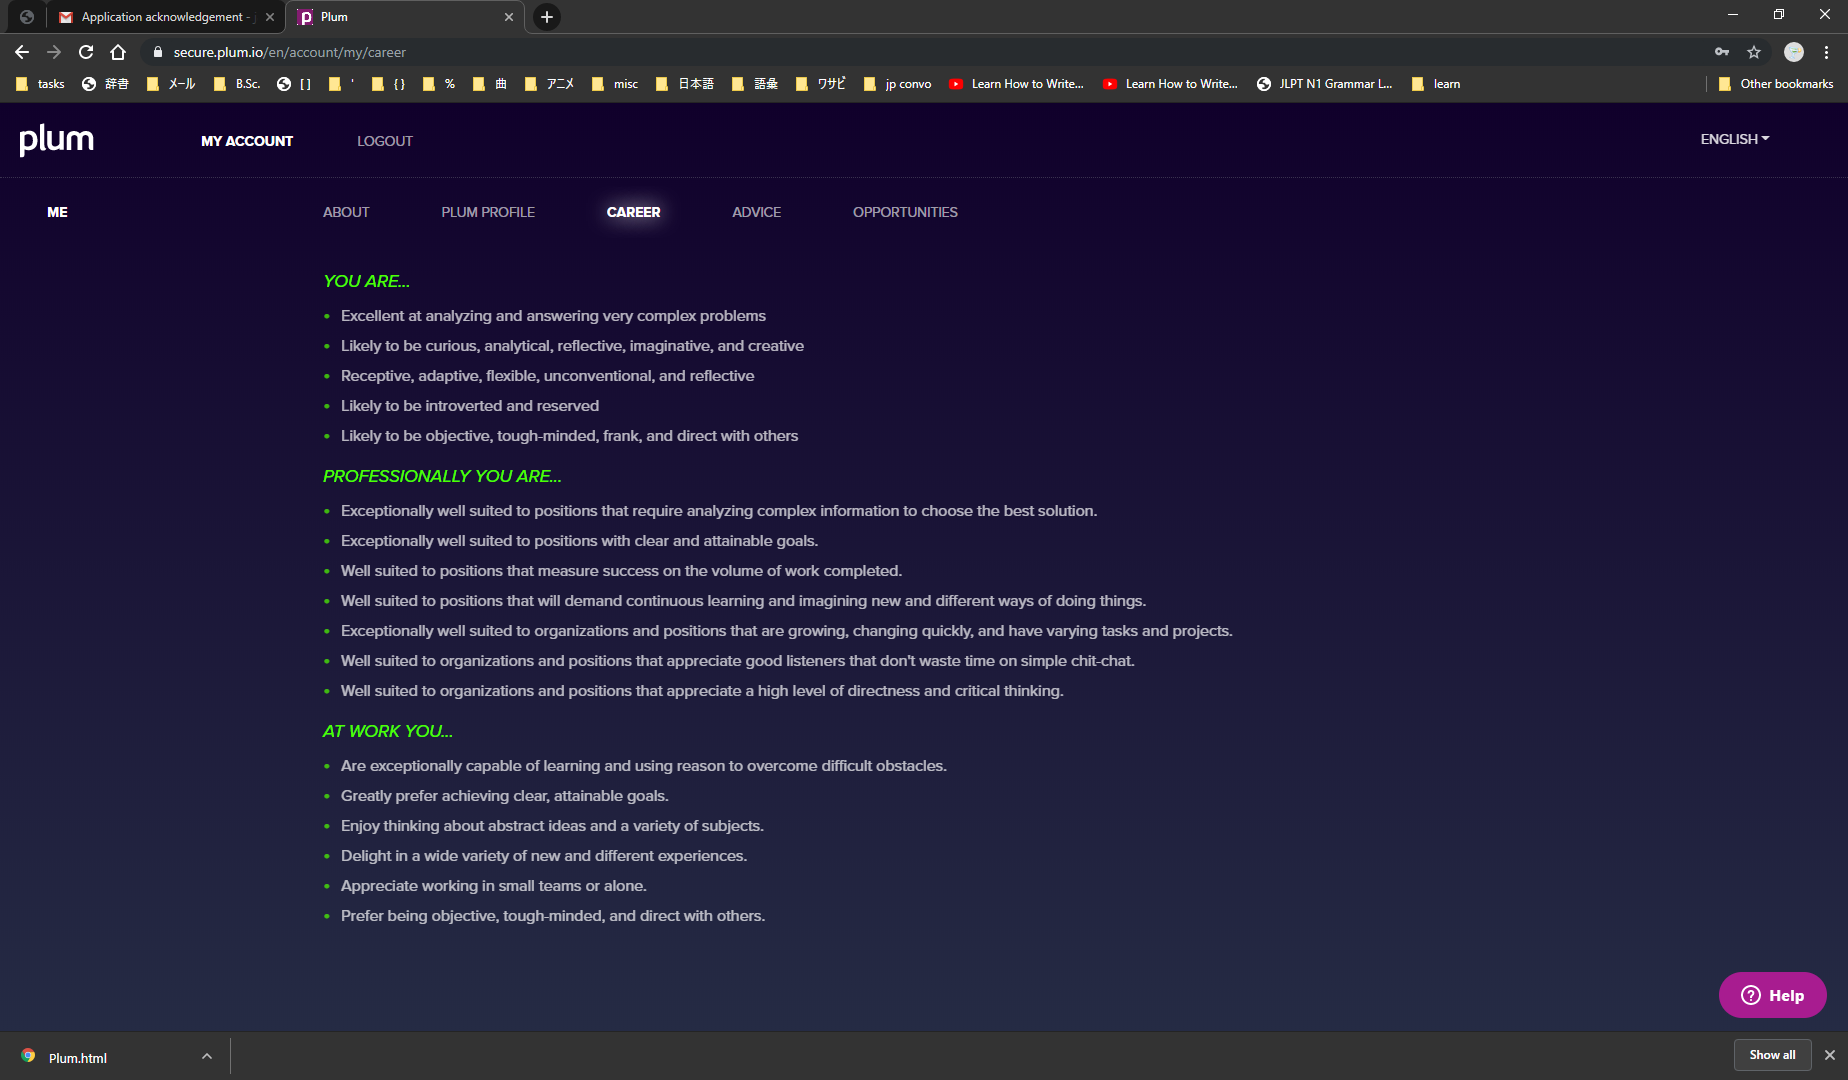 Application acknowledgement - j
Plum
secure.plum.io/en/account/my/career
tasks 辞書 メール B.Sc. [ ] ' { } % 曲 アニメ misc 日本語 語彙 ワサビ jp convo Learn How to Write... Learn How to Write... JLPT N1 Grammar L... learn Other bookmarks
plum MY ACCOUNT LOGOUT ENGLISH
ME ABOUT PLUM PROFILE CAREER ADVICE OPPORTUNITIES
YOU ARE...
• Excellent at analyzing and answering very complex problems
• Likely to be curious, analytical, reflective, imaginative, and creative
• Receptive, adaptive, flexible, unconventional, and reflective
• Likely to be introverted and reserved
• Likely to be objective, tough-minded, frank, and direct with others
PROFESSIONALLY YOU ARE...
• Exceptionally well suited to positions that require analyzing complex information to choose the best solution.
• Exceptionally well suited to positions with clear and attainable goals.
• Well suited to positions that measure success on the volume of work completed.
• Well suited to positions that will demand continuous learning and imagining new and different ways of doing things.
• Exceptionally well suited to organizations and positions that are growing, changing quickly, and have varying tasks and projects.
• Well suited to organizations and positions that appreciate good listeners that don't waste time on simple chit-chat.
• Well suited to organizations and positions that appreciate a high level of directness and critical thinking.
AT WORK YOU...
• Are exceptionally capable of learning and using reason to overcome difficult obstacles.
• Greatly prefer achieving clear, attainable goals.
• Enjoy thinking about abstract ideas and a variety of subjects.
• Delight in a wide variety of new and different experiences.
• Appreciate working in small teams or alone.
• Prefer being objective, tough-minded, and direct with others.
? Help
Plum.html Show all